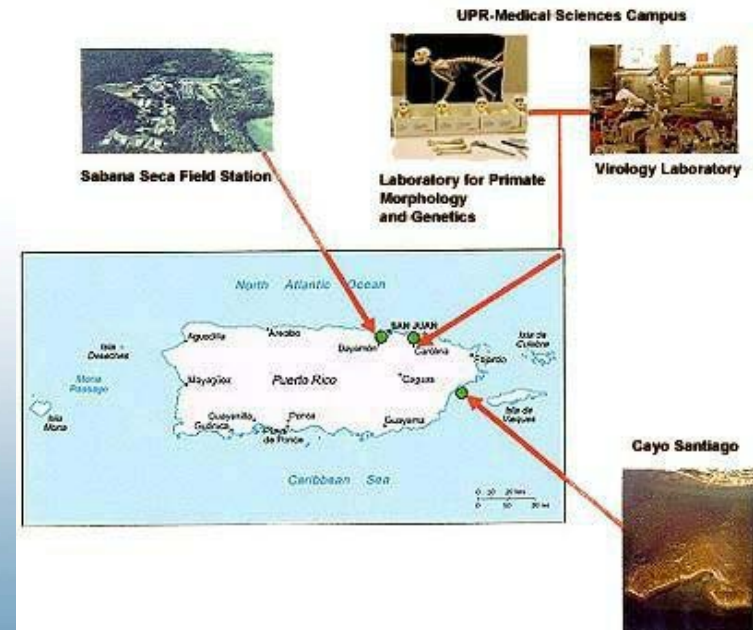 UPR-Medical Sciences Campus
Sabana Seca Field Station
Laboratory for Primate
Morphology
and Genetics
Virology Laboratory
North Atlantic Ocean
SAN JUAN
Aguadilla
Arecibo
Bayamón
Carolina
Fajardo
Isla de
Culebra
Isla
Desecheo
Mona
Passage
Mayagüez
Puerto Rico
Caguas
Isla
Mona
Guayanilla
Ponce
Guánica
Playa
de Ponce
Guayama
Isla de
Vieques
Caribbean Sea
Cayo Santiago